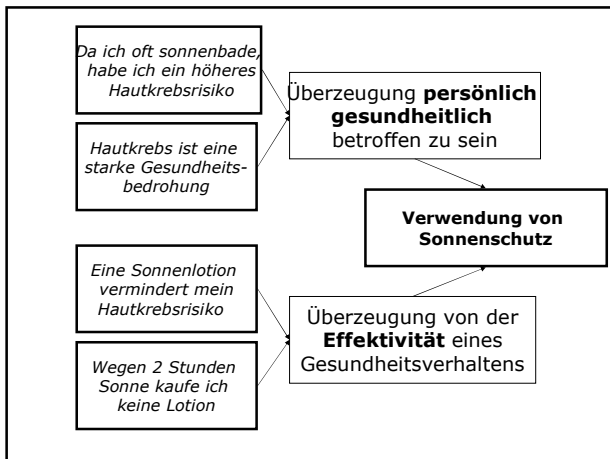 Da ich oft sonnenbade,
habe ich ein höheres
Hautkrebsrisiko
Hautkrebs ist eine
starke Gesundheits-
bedrohung
Überzeugung persönlich
gesundheitlich
betroffen zu sein
Verwendung von
Sonnenschutz
Eine Sonnenlotion
vermindert mein
Hautkrebsrisiko
Wegen 2 Stunden
Sonne kaufe ich
keine Lotion
Überzeugung von der
Effektivität eines
Gesundheitsverhaltens